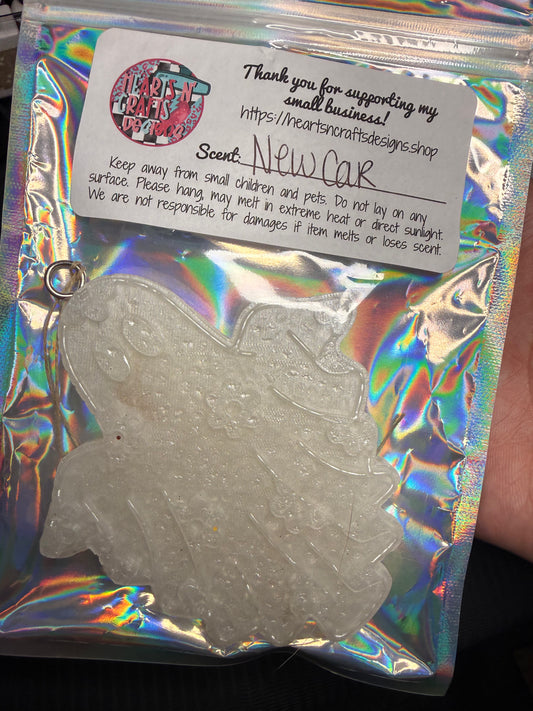 HEARTS N'
CRAFTS
Thank you for supporting my
small business!
https://heartsncraftsdesigns.shop
Scent: New Car
Keep away from small children and pets. Do not lay on any
surface. Please hang, may melt in extreme heat or direct sunlight.
We are not responsible for damages if item melts or loses scent.